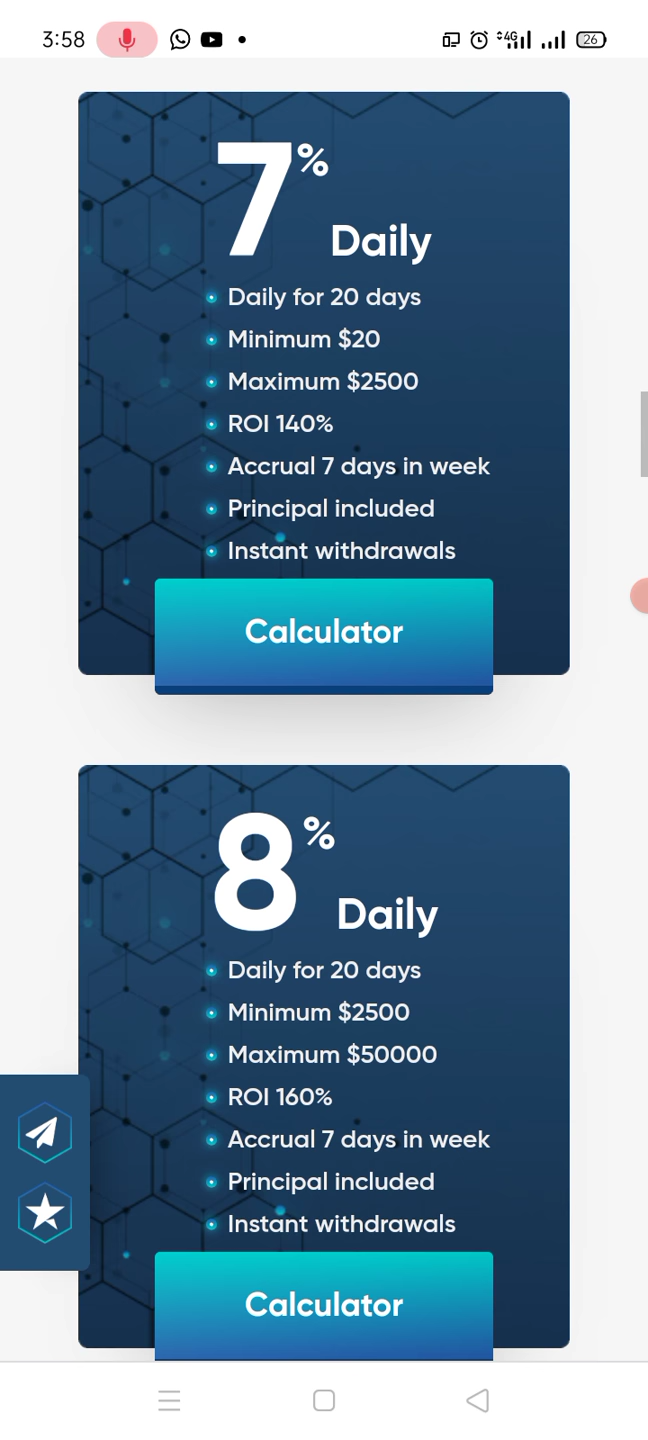 3:58
4G
26
7%
Daily
Daily for 20 days
Minimum $20
Maximum $2500
ROI 140%
Accrual 7 days in week
Principal included
Instant withdrawals
Calculator
8%
Daily
Daily for 20 days
Minimum $2500
Maximum $50000
ROI 160%
Accrual 7 days in week
Principal included
Instant withdrawals
Calculator